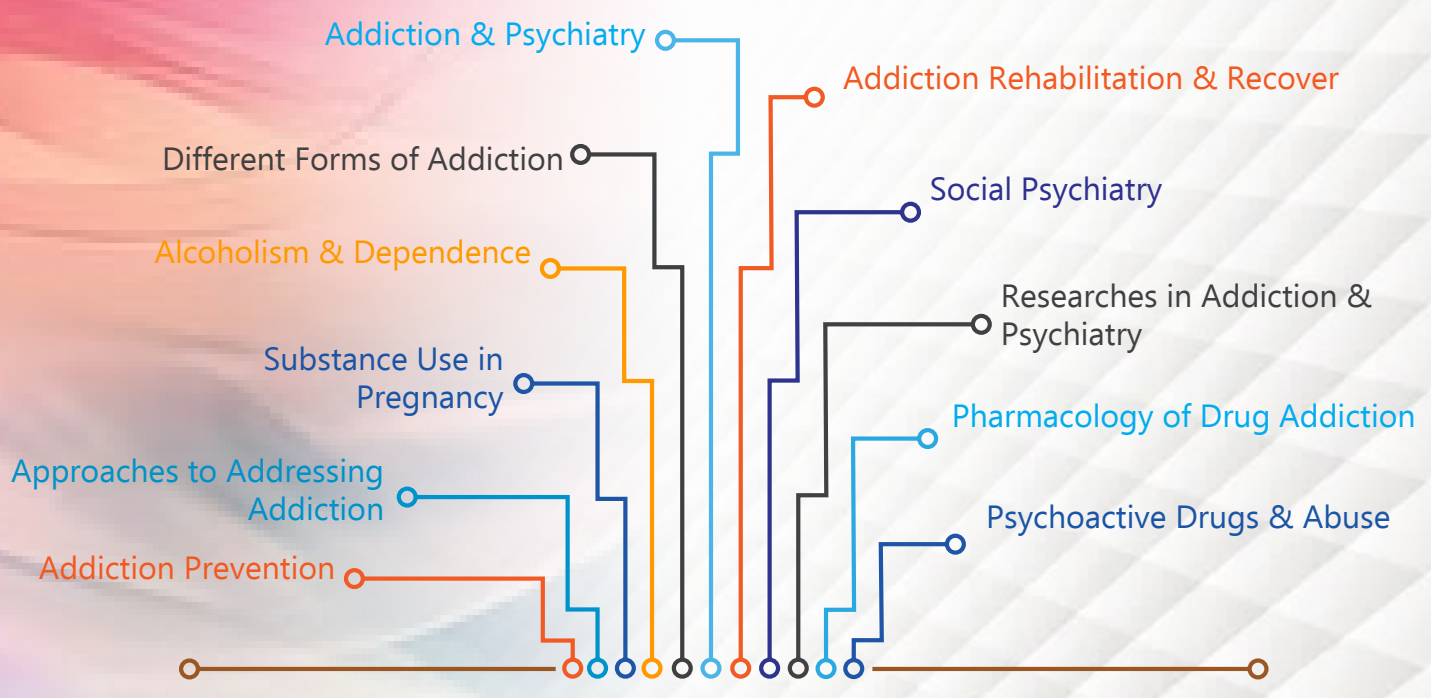 Addiction & Psychiatry
Addiction Rehabilitation & Recover
Different Forms of Addiction
Social Psychiatry
Alcoholism & Dependence
Researches in Addiction &
Psychiatry
Substance Use in
Pregnancy
Pharmacology of Drug Addiction
Approaches to Addressing
Addiction
Psychoactive Drugs & Abuse
Addiction Prevention